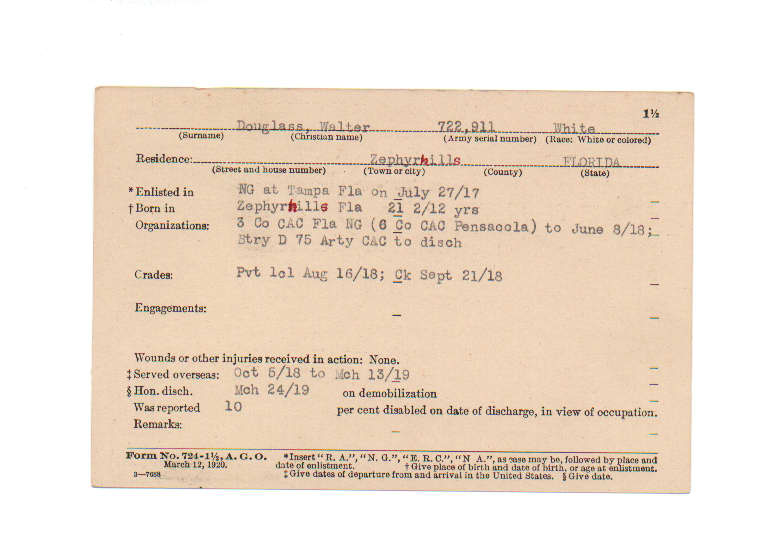 1½
Douglass, Walter 722,911 White
(Surname) (Christian name) (Army serial number) (Race: White or colored)
Residence: Zephyrhills FLORIDA
(Street and house number) (Town or city) (County) (State)
* Enlisted in NG at Tampa Fla on July 27/17
† Born in Zephyrhills Fla 21 2/12 yrs
Organizations: 3 Co CAC Fla NG (6 Co CAC Pensacola) to June 8/18;
Btry D 75 Arty CAC to disch
Grades: Pvt 1cl Aug 16/18; Ck Sept 21/18
Engagements: –
Wounds or other injuries received in action: None.
‡ Served overseas: Oct 5/18 to Mch 13/19
§ Hon. disch. Mch 24/19 on demobilization
Was reported 10 per cent disabled on date of discharge, in view of occupation.
Remarks: –
Form No. 724-1½, A. G. O. *Insert "R. A.", "N. G.", "E. R. C.", "N A.", as case may be, followed by place and
March 12, 1920. date of enlistment. † Give place of birth and date of birth, or age at enlistment.
3—7688 ‡ Give dates of departure from and arrival in the United States. § Give date.